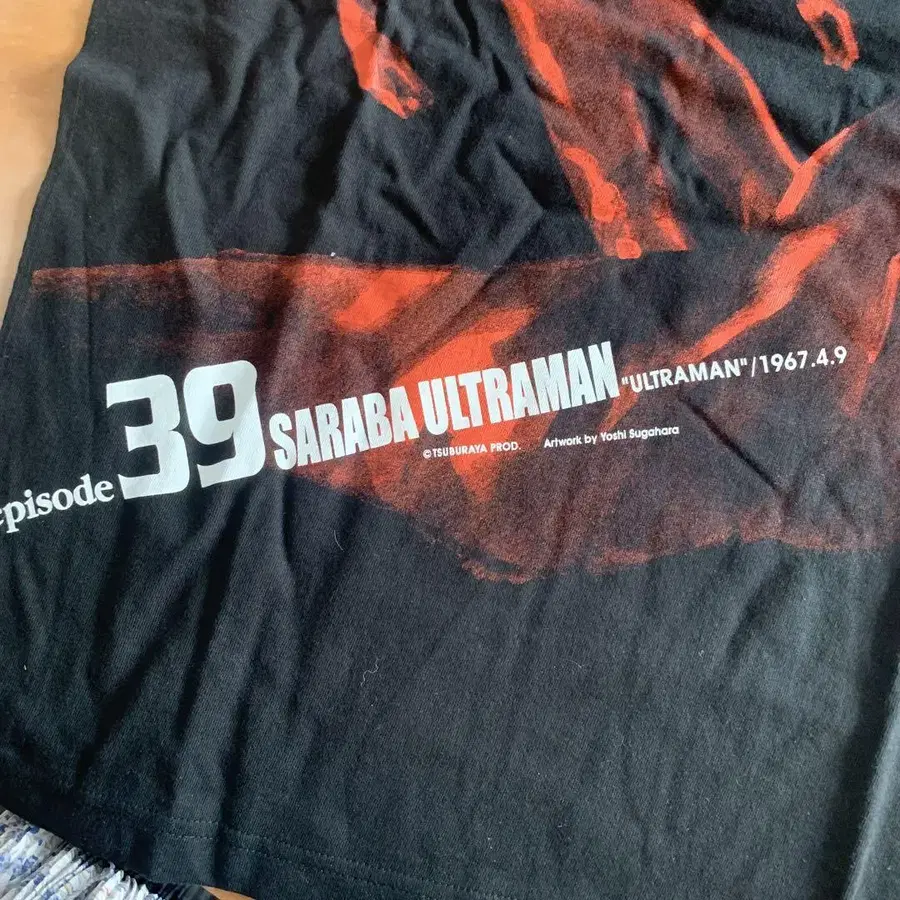 episode 39 SARABA ULTRAMAN "ULTRAMAN"/1967.4.9
©TSUBURAYA PROD. Artwork by Yoshi Sugahara